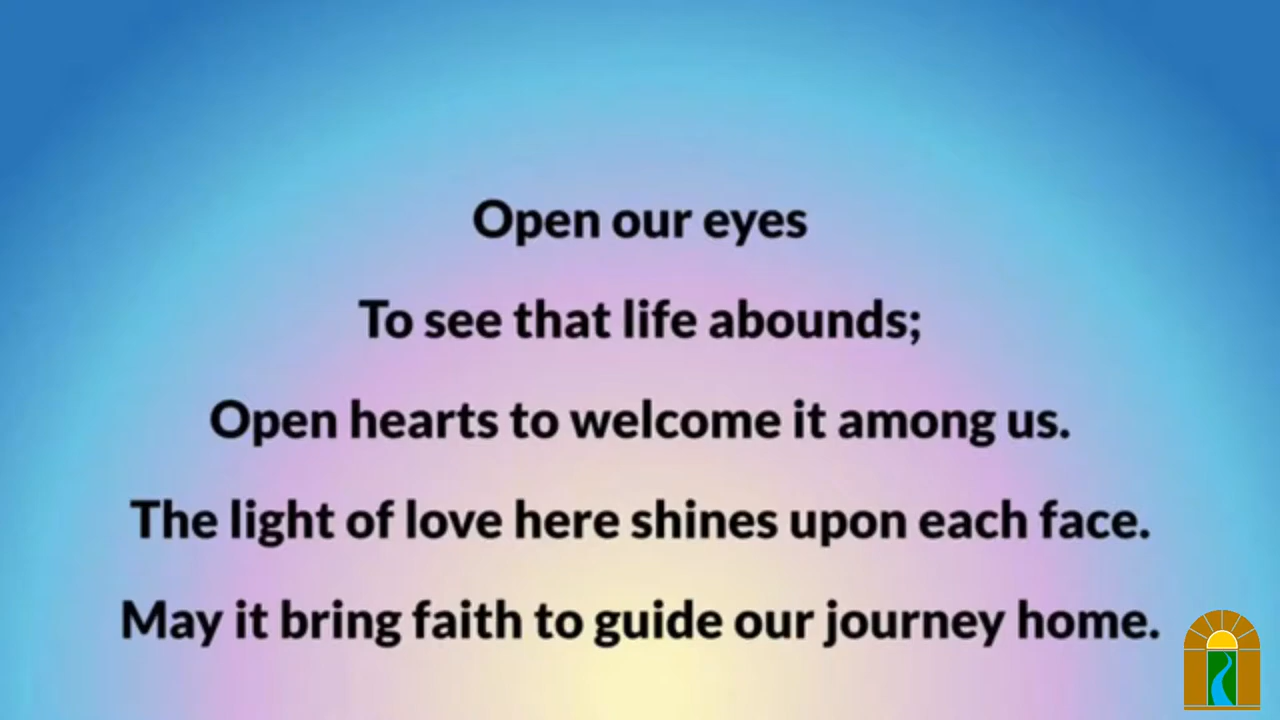 Open our eyes
To see that life abounds;
Open hearts to welcome it among us.
The light of love here shines upon each face.
May it bring faith to guide our journey home.